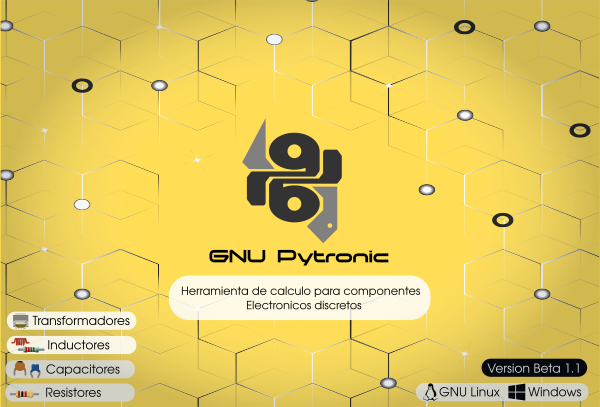 GNU Pytronic
Herramienta de calculo para componentes
Electronicos discretos
Transformadores
Inductores
Capacitores
Resistores
Version Beta 1.1
GNU Linux Windows